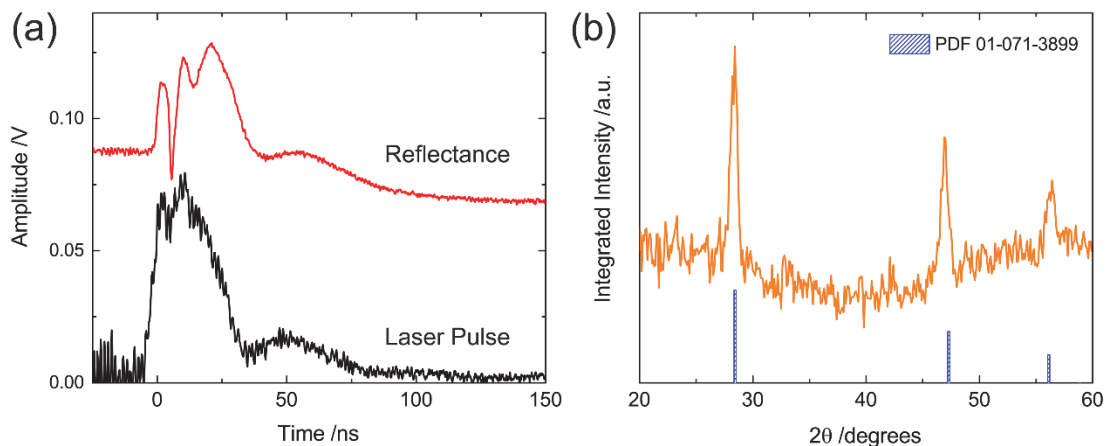 (a)
Amplitude /V
0.10
0.05
0.00
Reflectance
Laser Pulse
0
50
100
150
Time /ns
(b)
Integrated Intensity /a.u.
PDF 01-071-3899
20
30
40
50
60
2θ /degrees